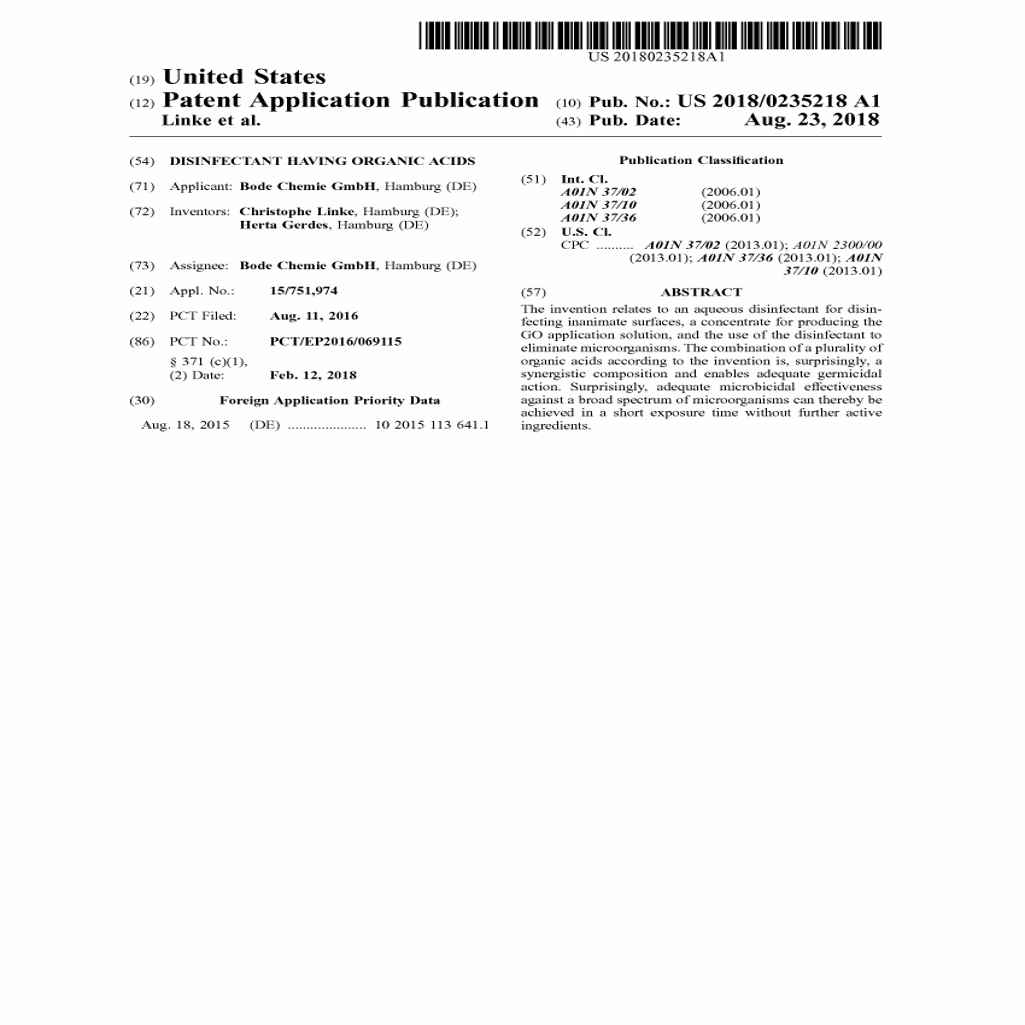 US 20180235218A1
(19) United States
(12) Patent Application Publication (10) Pub. No.: US 2018/0235218 A1
Linke et al. (43) Pub. Date: Aug. 23, 2018
(54) DISINFECTANT HAVING ORGANIC ACIDS
(71) Applicant: Bode Chemie GmbH, Hamburg (DE)
(72) Inventors: Christophe Linke, Hamburg (DE);
Herta Gerdes, Hamburg (DE)
(73) Assignee: Bode Chemie GmbH, Hamburg (DE)
(21) Appl. No.: 15/751,974
(22) PCT Filed: Aug. 11, 2016
(86) PCT No.: PCT/EP2016/069115
§ 371 (c)(1),
(2) Date: Feb. 12, 2018
(30) Foreign Application Priority Data
Aug. 18, 2015 (DE) ..................... 10 2015 113 641.1
Publication Classification
(51) Int. Cl.
A01N 37/02 (2006.01)
A01N 37/10 (2006.01)
A01N 37/36 (2006.01)
(52) U.S. Cl.
CPC .......... A01N 37/02 (2013.01); A01N 2300/00
(2013.01); A01N 37/36 (2013.01); A01N
37/10 (2013.01)
(57) ABSTRACT
The invention relates to an aqueous disinfectant for disin-
fecting inanimate surfaces, a concentrate for producing the
GO application solution, and the use of the disinfectant to
eliminate microorganisms. The combination of a plurality of
organic acids according to the invention is, surprisingly, a
synergistic composition and enables adequate germicidal
action. Surprisingly, adequate microbicidal effectiveness
against a broad spectrum of microorganisms can thereby be
achieved in a short exposure time without further active
ingredients.